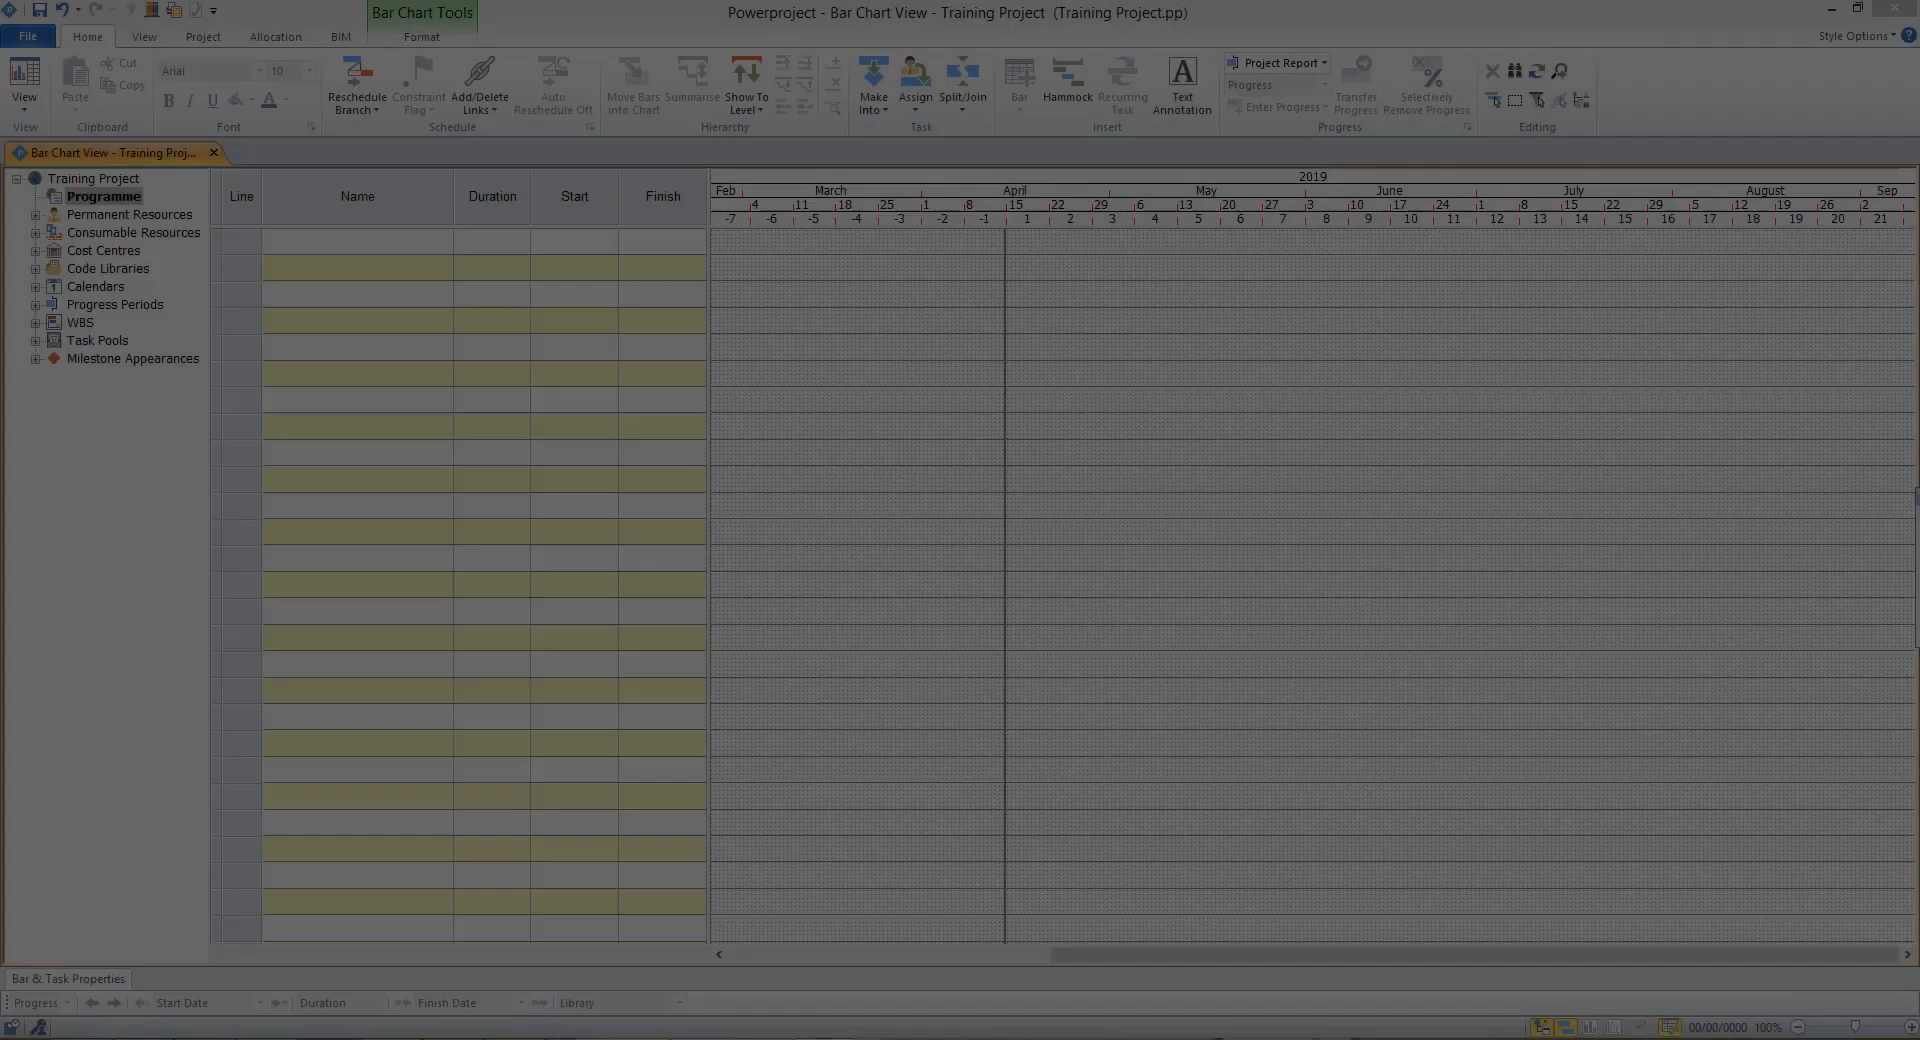 Bar Chart Tools
Powerproject - Bar Chart View - Training Project (Training Project.pp)
File Home View Project Allocation BIM Format Style Options
View
View
Paste
Cut
Copy
Clipboard
Arial 10
B I U A
Font
Reschedule Branch
Constraint Flag
Add/Delete Links
Auto Reschedule Off
Schedule
Move Bars into Chart
Summarise
Show To Level
Hierarchy
Make Into
Assign
Split/Join
Task
Bar
Hammock
Recurring Task
Text Annotation
Insert
Project Report
Progress
Enter Progress
Transfer Progress
Selectively Remove Progress
Progress
Editing
Bar Chart View - Training Proj...
Training Project
Programme
Permanent Resources
Consumable Resources
Cost Centres
Code Libraries
Calendars
Progress Periods
WBS
Task Pools
Milestone Appearances
Line Name Duration Start Finish
2019
Feb March April May June July August Sep
4 11 18 25 1 8 15 22 29 6 13 20 27 3 10 17 24 1 8 15 22 29 5 12 19 26 2
-7 -6 -5 -4 -3 -2 -1 1 2 3 4 5 6 7 8 9 10 11 12 13 14 15 16 17 18 19 20 21
Bar & Task Properties
Progress Start Date Duration Finish Date Library
00/00/0000 100%